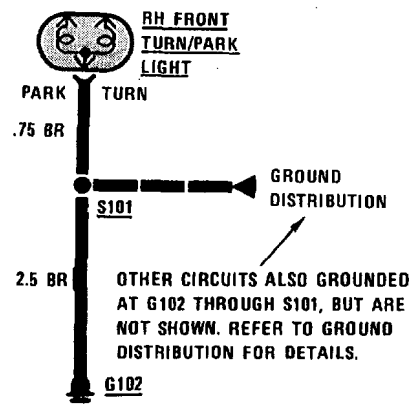 RH FRONT
TURN/PARK
LIGHT
PARK TURN
.75 BR
GROUND
DISTRIBUTION
S101
2.5 BR
OTHER CIRCUITS ALSO GROUNDED
AT G102 THROUGH S101, BUT ARE
NOT SHOWN. REFER TO GROUND
DISTRIBUTION FOR DETAILS.
G102